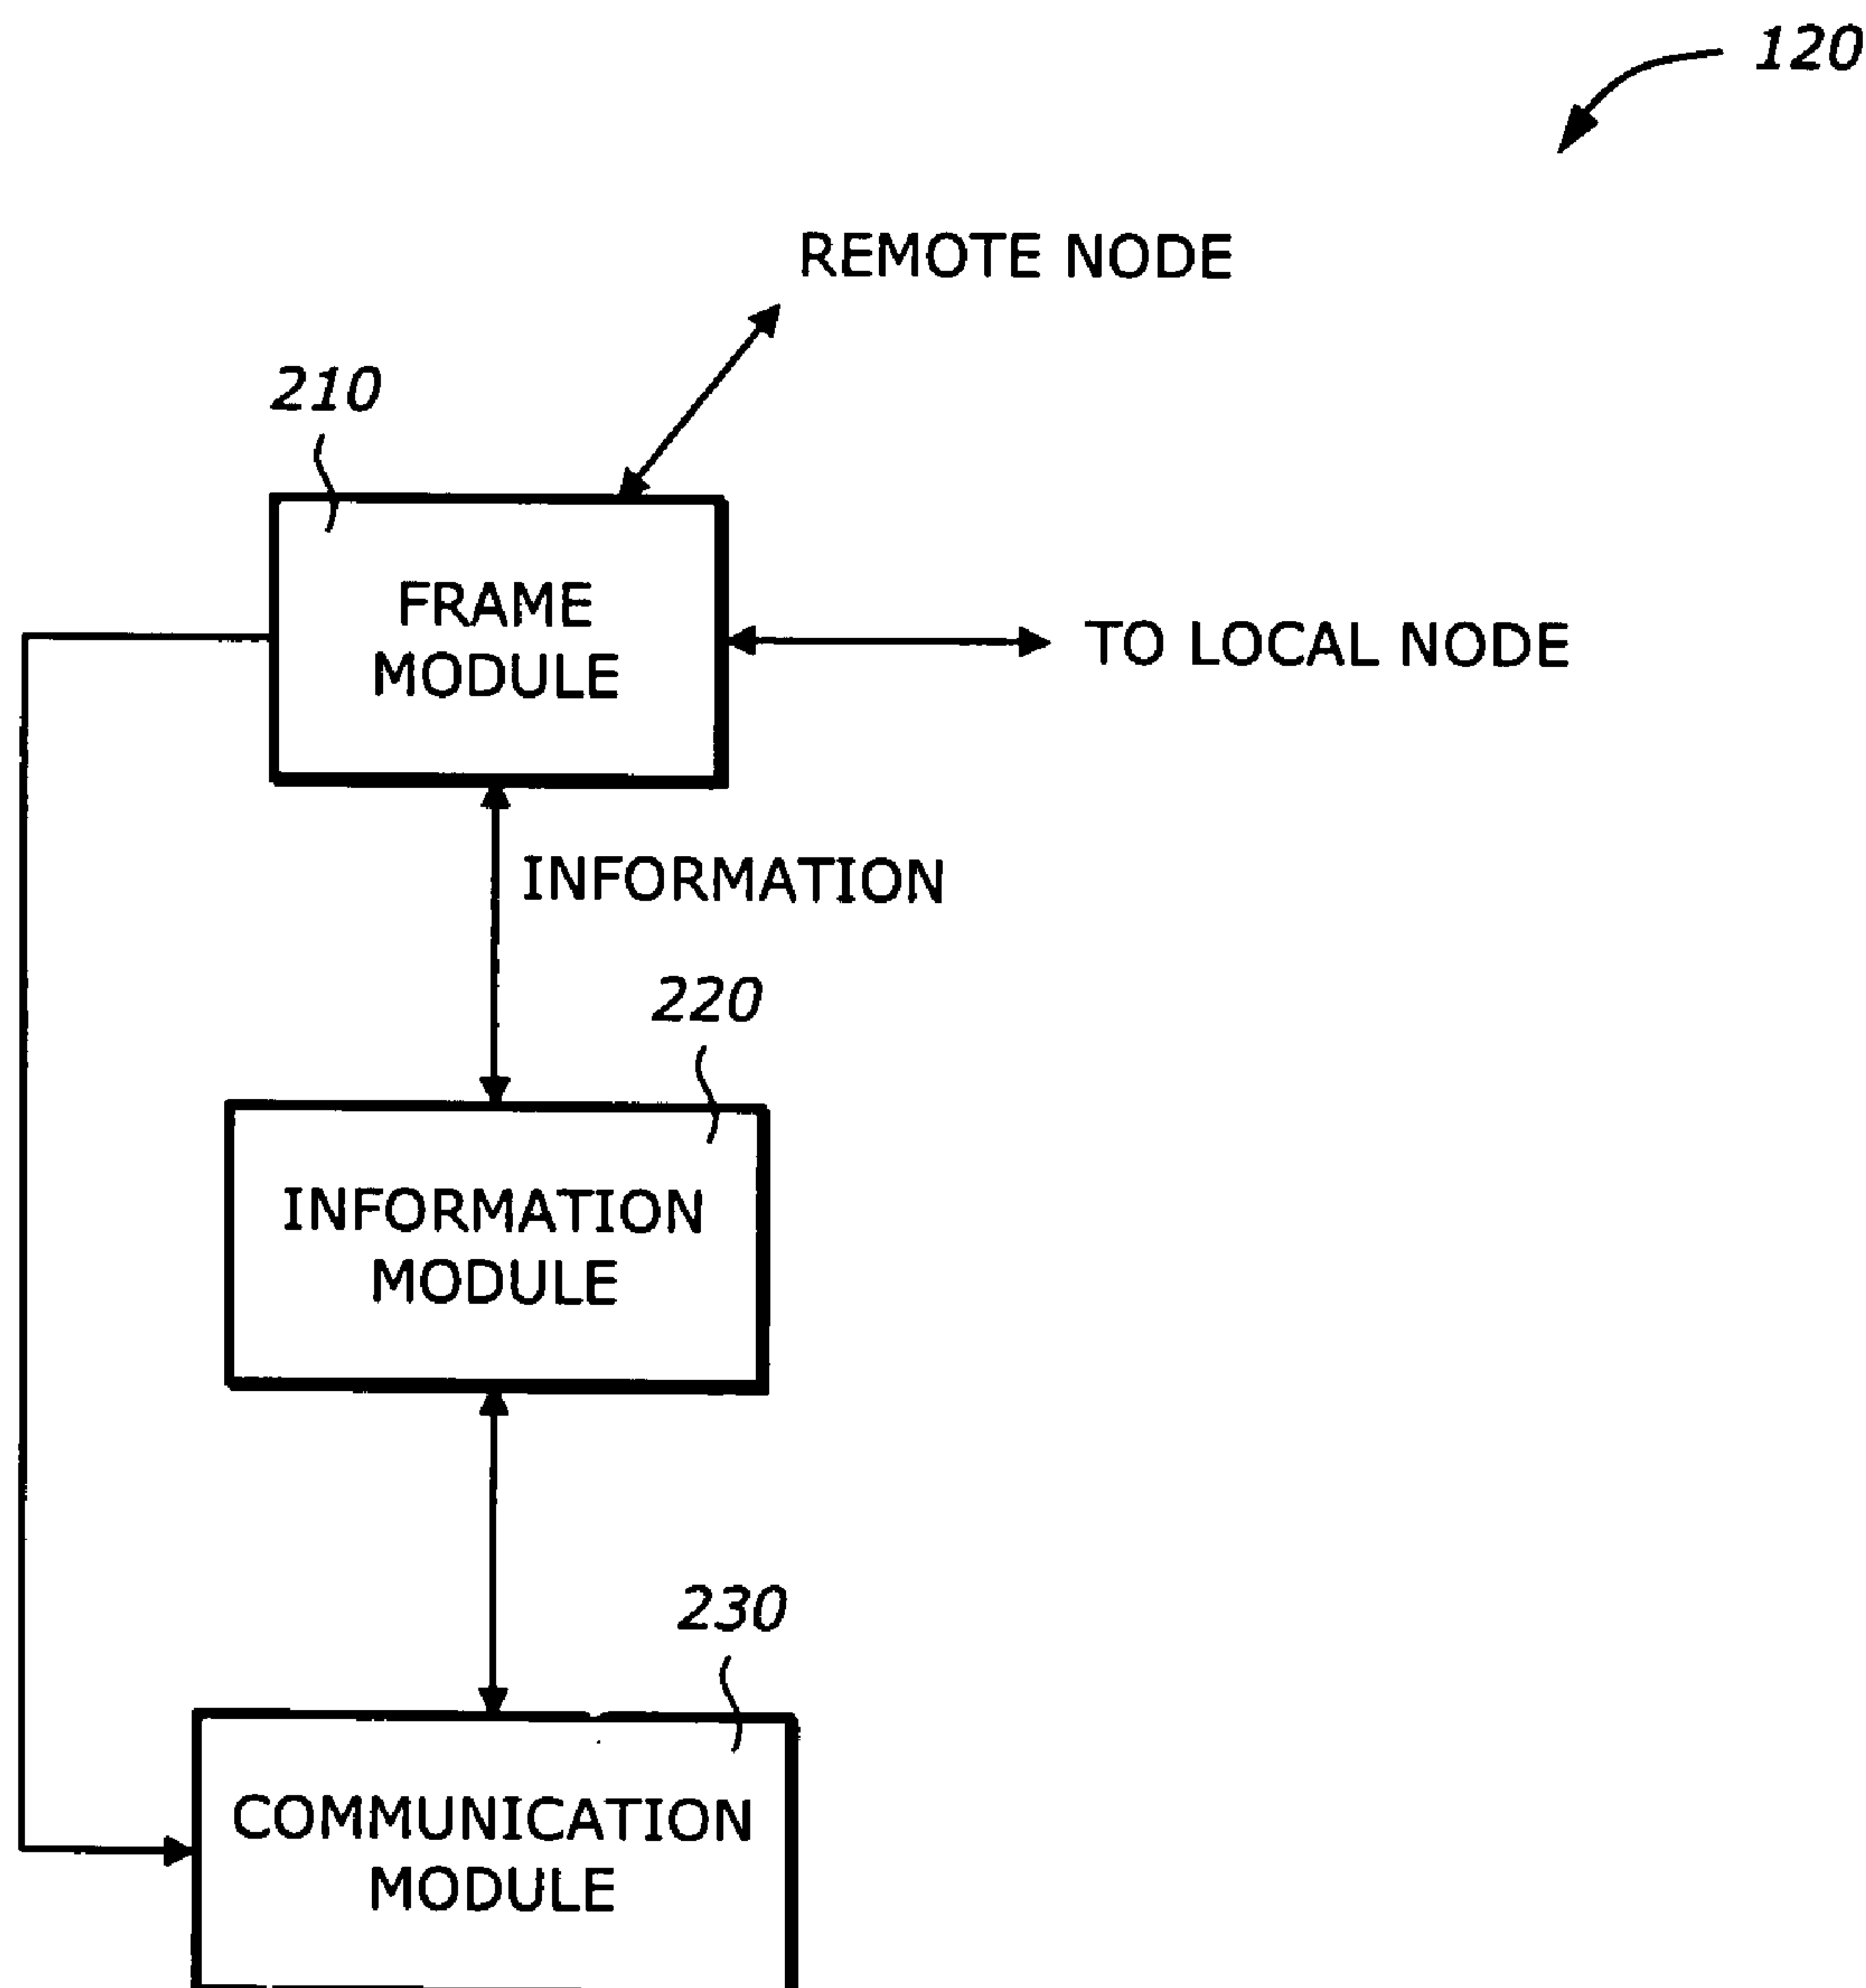 120
REMOTE NODE
210
FRAME
MODULE
TO LOCAL NODE
INFORMATION
220
INFORMATION
MODULE
230
COMMUNICATION
MODULE